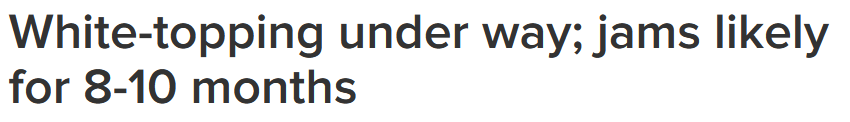 White-topping under way; jams likely
for 8-10 months